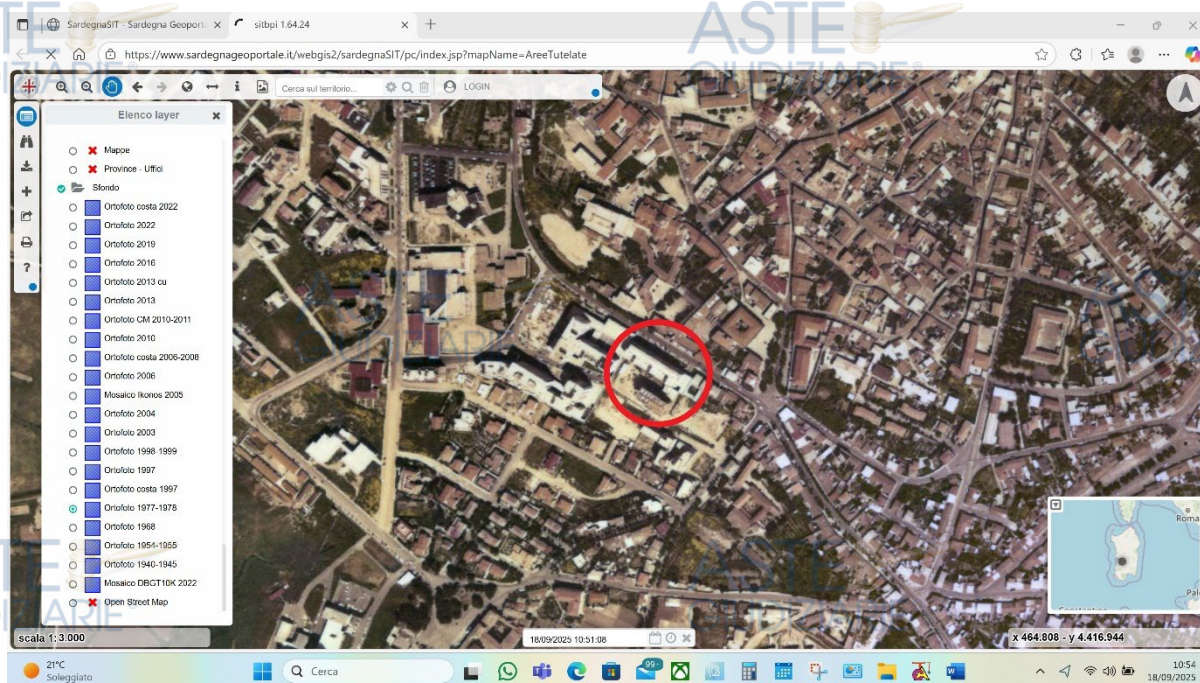 SardegnaSIT - Sardegna Geoport
sitbpi 1.64.24
https://www.sardegnageoportale.it/webgis2/sardegnaSIT/pc/index.jsp?mapName=AreeTutelate
Cerca sul territorio...
LOGIN
Elenco layer
Mappe
Province - Uffici
Sfondo
Ortofoto costa 2022
Ortofoto 2022
Ortofoto 2019
Ortofoto 2016
Ortofoto 2013 cu
Ortofoto 2013
Ortofoto CM 2010-2011
Ortofoto 2010
Ortofoto costa 2006-2008
Ortofoto 2006
Mosaico Ikonos 2005
Ortofoto 2004
Ortofoto 2003
Ortofoto 1998-1999
Ortofoto 1997
Ortofoto costa 1997
Ortofoto 1977-1978
Ortofoto 1968
Ortofoto 1954-1955
Ortofoto 1940-1945
Mosaico DBGT10K 2022
Open Street Map
Roma
Pal
scala 1: 3.000
18/09/2025 10:51:08
x 464.808 - y 4.416.944
21°C
Soleggiato
Cerca
99+
10:54
18/09/2025
ASTE
GIUDIZIARIE®